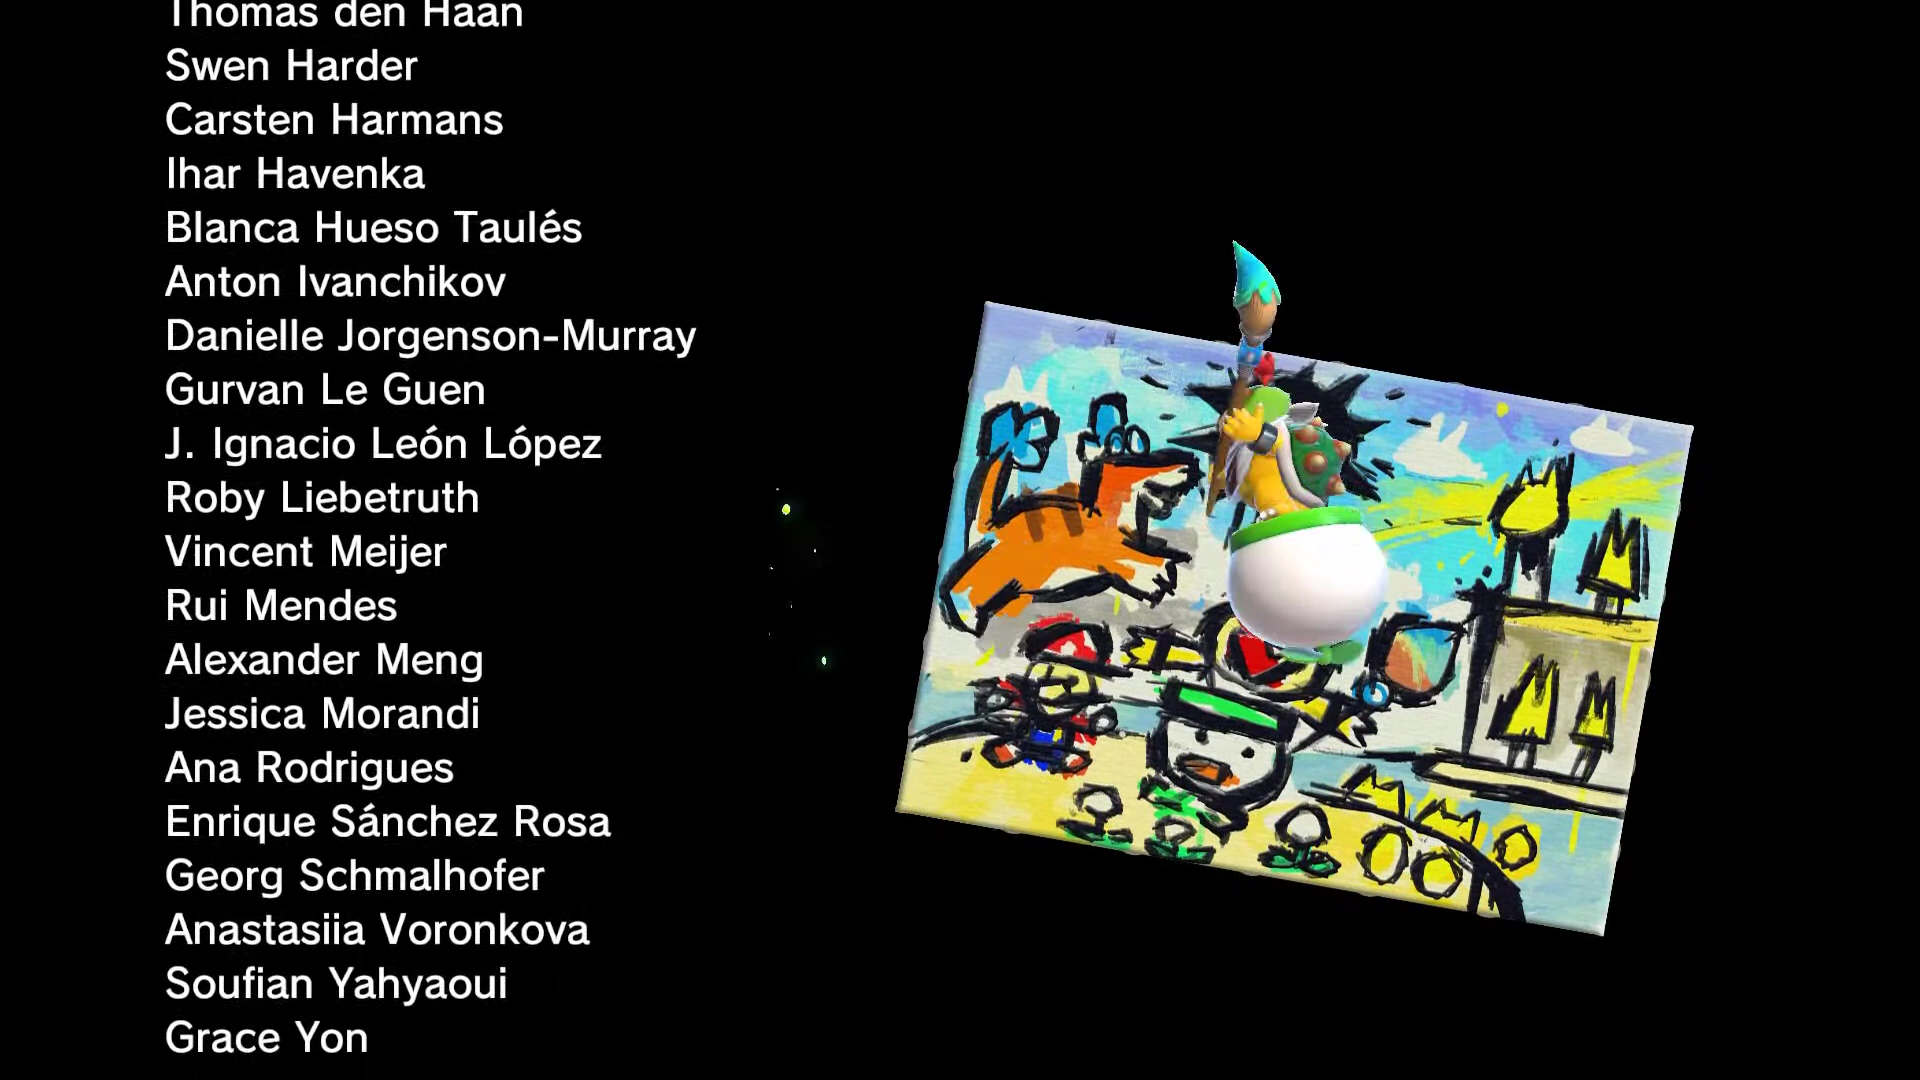 Thomas den Haan
Swen Harder
Carsten Harmans
Ihar Havenka
Blanca Hueso Taulés
Anton Ivanchikov
Danielle Jorgenson-Murray
Gurvan Le Guen
J. Ignacio León López
Roby Liebetruth
Vincent Meijer
Rui Mendes
Alexander Meng
Jessica Morandi
Ana Rodrigues
Enrique Sánchez Rosa
Georg Schmalhofer
Anastasiia Voronkova
Soufian Yahyaoui
Grace Yon